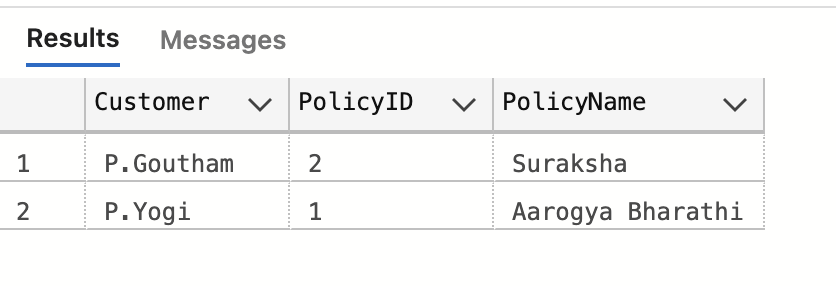 Results Messages
Customer PolicyID PolicyName
1 P.Goutham 2 Suraksha
2 P.Yogi 1 Aarogya Bharathi